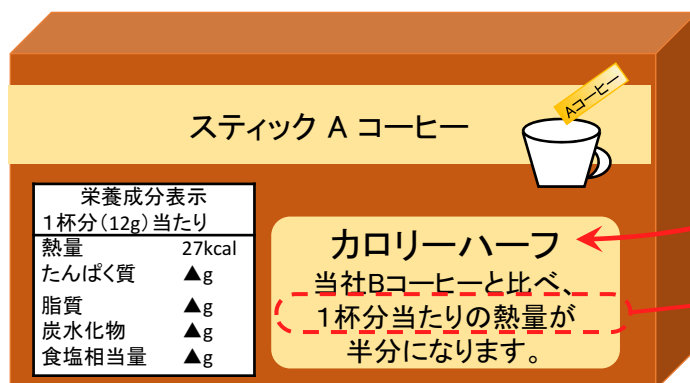 Aコーヒー
スティック A コーヒー
栄養成分表示
1杯分(12g)当たり
熱量 27kcal
たんぱく質 ▲g
脂質 ▲g
炭水化物 ▲g
食塩相当量 ▲g
カロリーハーフ
当社Bコーヒーと比べ、
1杯分当たりの熱量が
半分になります。